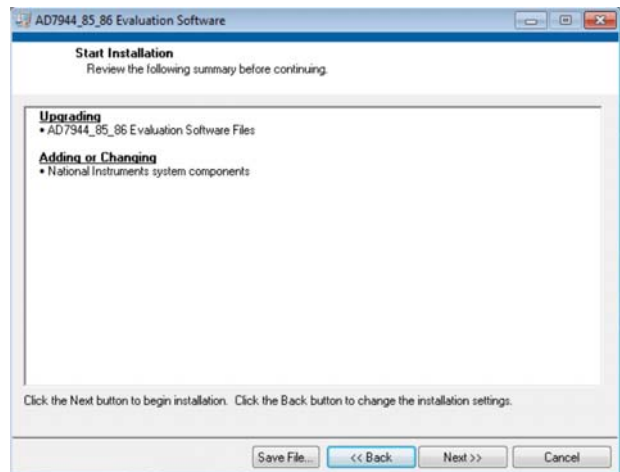 AD7944_85_86 Evaluation Software
Start Installation
Review the following summary before continuing.
Upgrading
• AD7944_85_86 Evaluation Software Files
Adding or Changing
• National Instruments system components
Click the Next button to begin installation. Click the Back button to change the installation settings.
Save File... << Back Next >> Cancel